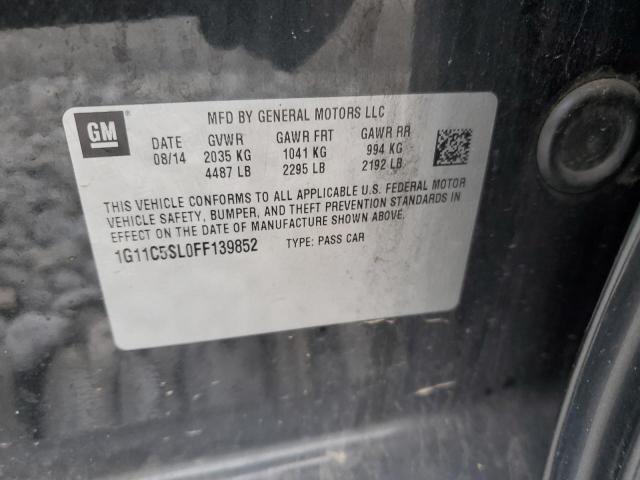 GM
MFD BY GENERAL MOTORS LLC
DATE GVWR GAWR FRT GAWR RR
08/14 2035 KG 1041 KG 994 KG
4487 LB 2295 LB 2192 LB
THIS VEHICLE CONFORMS TO ALL APPLICABLE U.S. FEDERAL MOTOR
VEHICLE SAFETY, BUMPER, AND THEFT PREVENTION STANDARDS IN
EFFECT ON THE DATE OF MANUFACTURE SHOWN ABOVE.
1G11C5SL0FF139852 TYPE: PASS CAR